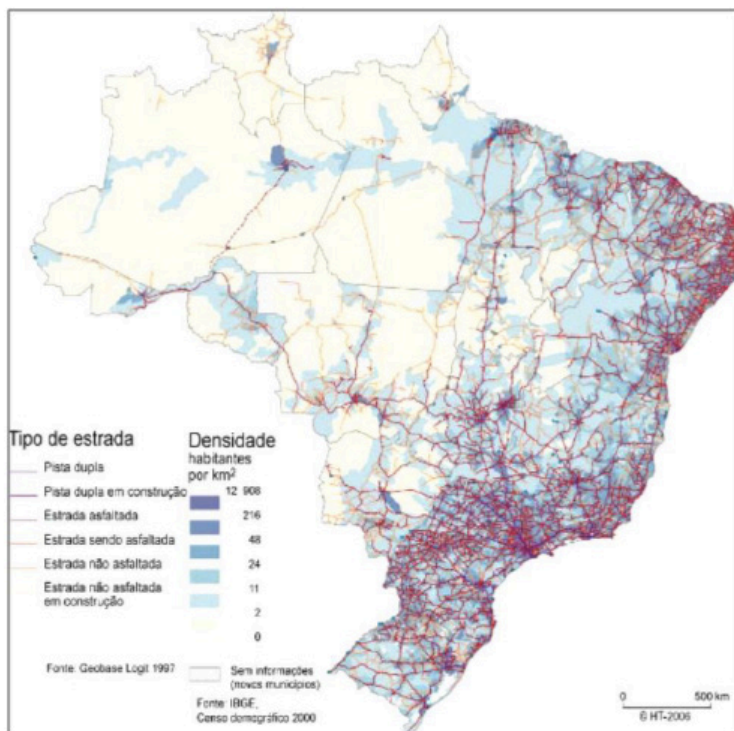 Tipo de estrada
Pista dupla
Pista dupla em construção
Estrada asfaltada
Estrada sendo asfaltada
Estrada não asfaltada
Estrada não asfaltada
em construção
Fonte: Geobase Logit 1997
Densidade
habitantes
por km²
12 908
216
48
24
11
2
0
Sem informações
(novos municípios)
Fonte: IBGE,
Censo demográfico 2000
0 500 km
© HT-2006